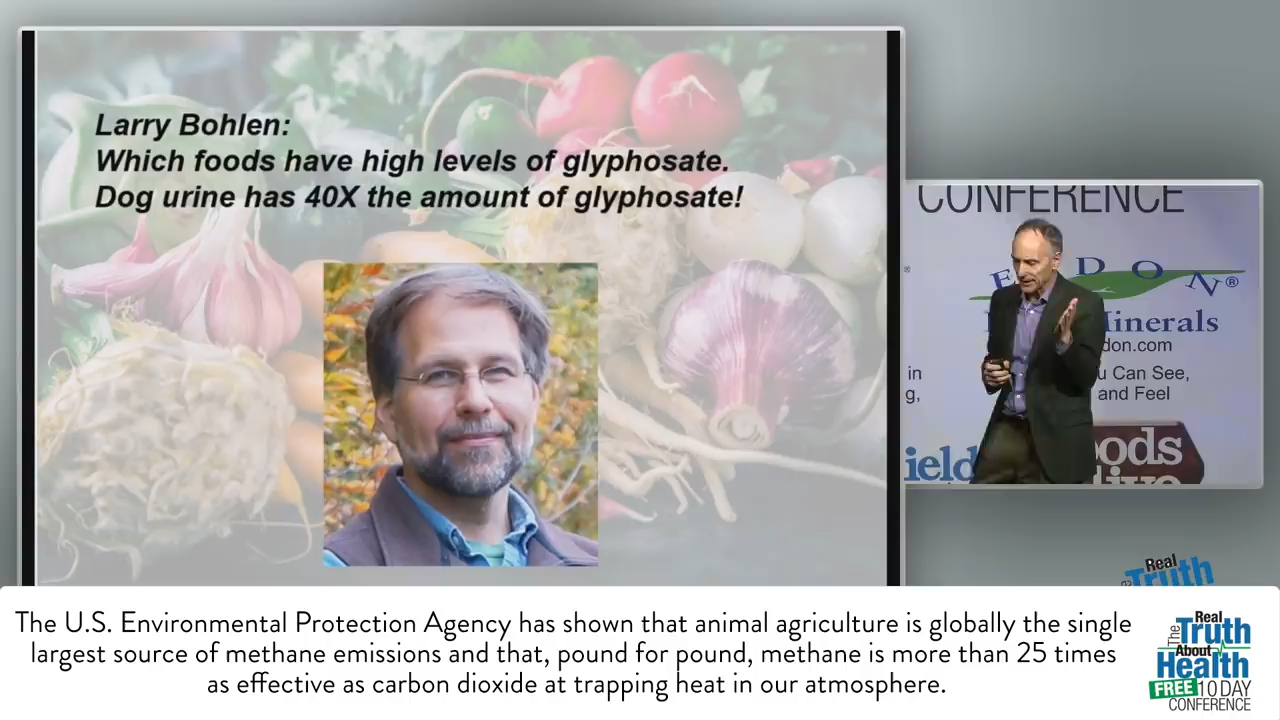 Larry Bohlen:
Which foods have high levels of glyphosate.
Dog urine has 40X the amount of glyphosate!
CONFERENCE
®
E D O N®
Minerals
don.com
in
u Can See,
g,
and Feel
ield
oods
live
Real
The
Truth
The U.S. Environmental Protection Agency has shown that animal agriculture is globally the single
largest source of methane emissions and that, pound for pound, methane is more than 25 times
as effective as carbon dioxide at trapping heat in our atmosphere.
The Real
Truth
About
Health
FREE 10 DAY
CONFERENCE